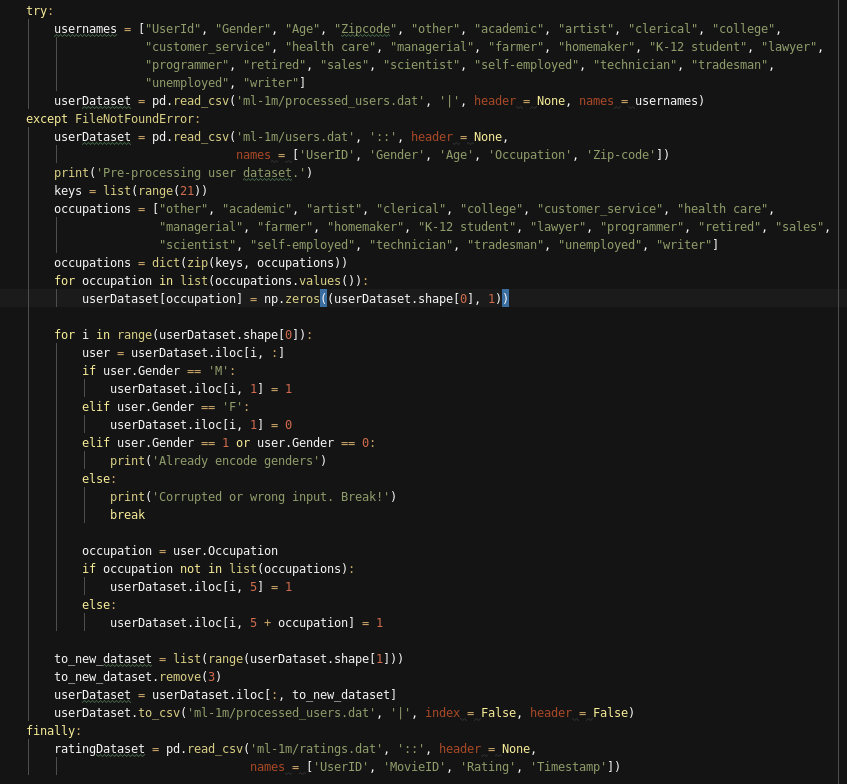 try:
usernames = ["UserId", "Gender", "Age", "Zipcode", "other", "academic", "artist", "clerical", "college",
"customer_service", "health care", "managerial", "farmer", "homemaker", "K-12 student", "lawyer",
"programmer", "retired", "sales", "scientist", "self-employed", "technician", "tradesman",
"unemployed", "writer"]
userDataset = pd.read_csv('ml-1m/processed_users.dat', '|', header = None, names = usernames)
except FileNotFoundError:
userDataset = pd.read_csv('ml-1m/users.dat', '::', header = None,
names = ['UserID', 'Gender', 'Age', 'Occupation', 'Zip-code'])
print('Pre-processing user dataset.')
keys = list(range(21))
occupations = ["other", "academic", "artist", "clerical", "college", "customer_service", "health care",
"managerial", "farmer", "homemaker", "K-12 student", "lawyer", "programmer", "retired", "sales",
"scientist", "self-employed", "technician", "tradesman", "unemployed", "writer"]
occupations = dict(zip(keys, occupations))
for occupation in list(occupations.values()):
userDataset[occupation] = np.zeros((userDataset.shape[0], 1))
for i in range(userDataset.shape[0]):
user = userDataset.iloc[i, :]
if user.Gender == 'M':
userDataset.iloc[i, 1] = 1
elif user.Gender == 'F':
userDataset.iloc[i, 1] = 0
elif user.Gender == 1 or user.Gender == 0:
print('Already encode genders')
else:
print('Corrupted or wrong input. Break!')
break
occupation = user.Occupation
if occupation not in list(occupations):
userDataset.iloc[i, 5] = 1
else:
userDataset.iloc[i, 5 + occupation] = 1
to_new_dataset = list(range(userDataset.shape[1]))
to_new_dataset.remove(3)
userDataset = userDataset.iloc[:, to_new_dataset]
userDataset.to_csv('ml-1m/processed_users.dat', '|', index = False, header = False)
finally:
ratingDataset = pd.read_csv('ml-1m/ratings.dat', '::', header = None,
names = ['UserID', 'MovieID', 'Rating', 'Timestamp'])